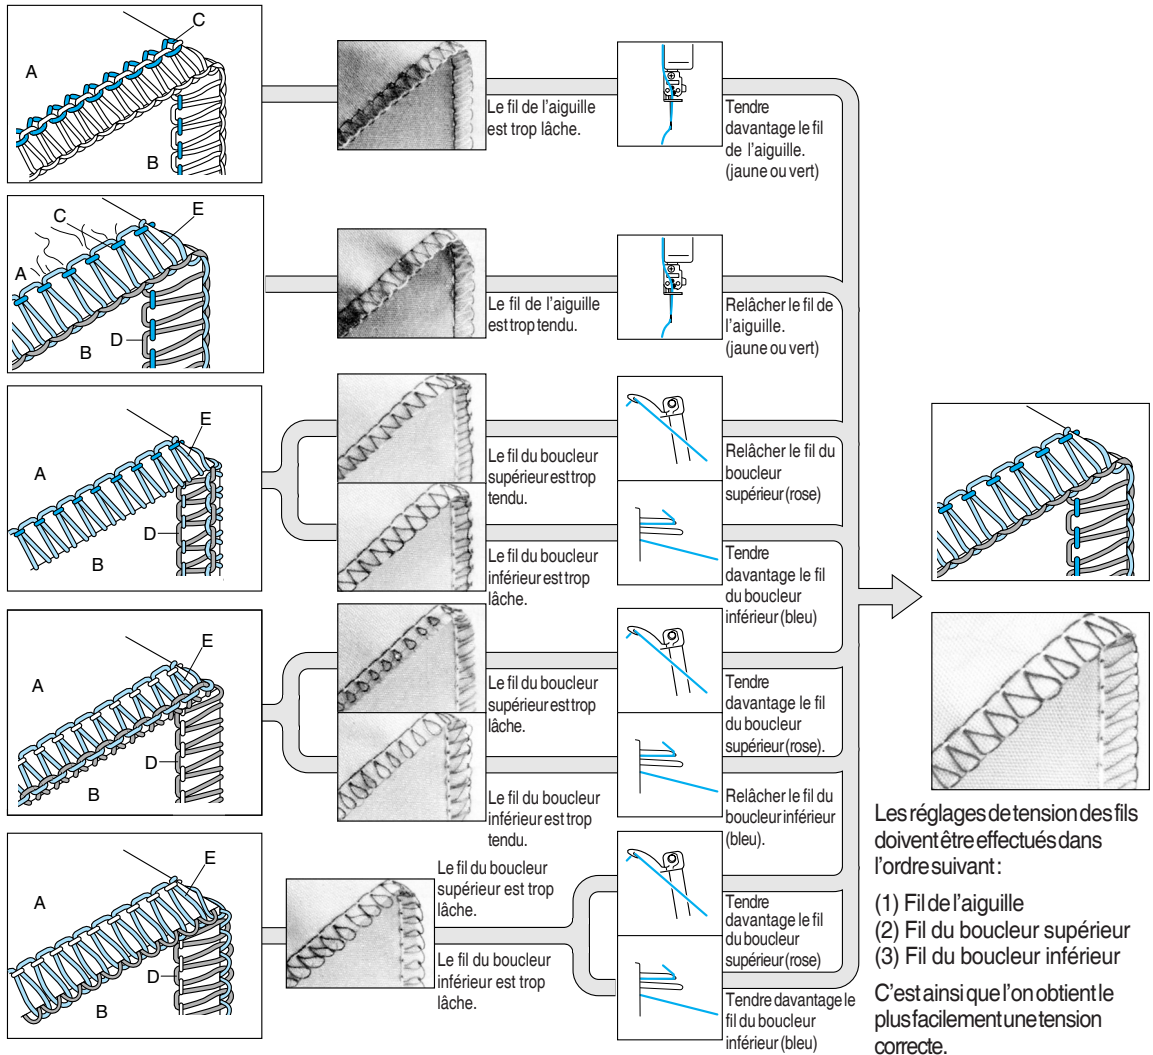 C
A
B
Le fil de l'aiguille
est trop lâche.
Tendre
davantage le fil
de l'aiguille.
(jaune ou vert)
C
E
A
D
B
Le fil de l'aiguille
est trop tendu.
Relâcher le fil de
l'aiguille.
(jaune ou vert)
E
A
D
B
Le fil du boucleur
supérieur est trop
tendu.
Relâcher le fil du
boucleur
supérieur (rose)
Le fil du boucleur
inférieur est trop
lâche.
Tendre
davantage le fil
du boucleur
inférieur (bleu)
E
A
D
B
Le fil du boucleur
supérieur est trop
lâche.
Tendre
davantage le fil
du boucleur
supérieur (rose).
Le fil du boucleur
inférieur est trop
tendu.
Relâcher le fil du
boucleur inférieur
(bleu).
E
A
D
B
Le fil du boucleur
supérieur est trop
lâche.
Le fil du boucleur
inférieur est trop
lâche.
Tendre
davantage le fil
du boucleur
supérieur (rose)
Tendre davantage le
fil du boucleur
inférieur (bleu)
Les réglages de tension des fils
doivent être effectués dans
l'ordre suivant :
(1) Fil de l'aiguille
(2) Fil du boucleur supérieur
(3) Fil du boucleur inférieur
C'est ainsi que l'on obtient le
plus facilement une tension
correcte.